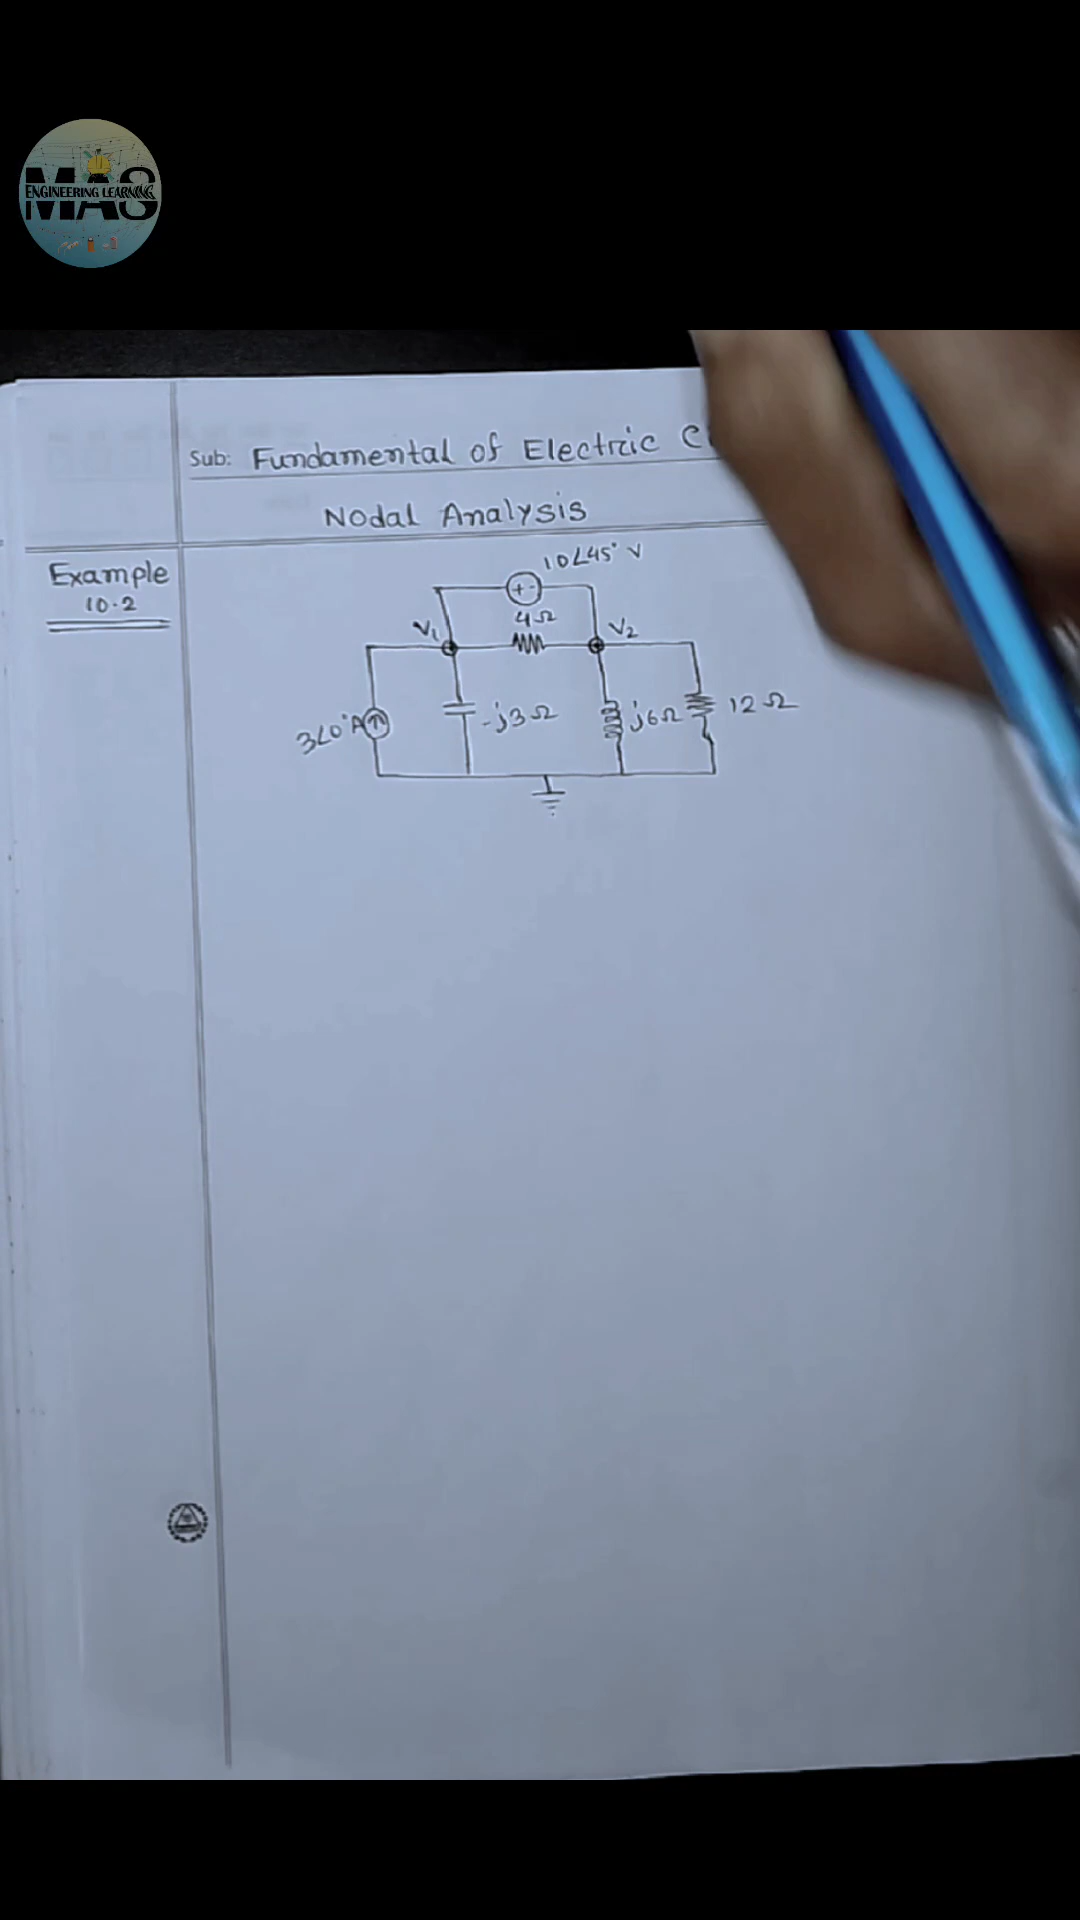 MAS
ENGINEERING LEARNING
Sub: Fundamental of Electric
Nodal Analysis
Example
10.2
10∠45° V
+ -
4Ω
V₁
V₂
3∠0°A
-j3Ω
j6Ω
12Ω